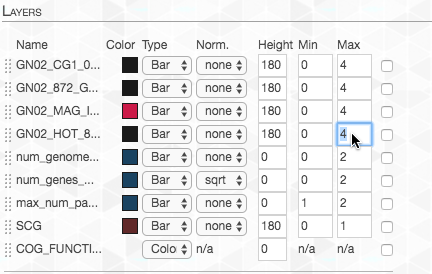 Layers
Name Color Type Norm. Height Min Max
GN02_CG1_0... Bar none 180 0 4
GN02_872_G... Bar none 180 0 4
GN02_MAG_I... Bar none 180 0 4
GN02_HOT_8... Bar none 180 0 4
num_genome... Bar none 0 0 2
num_genes_... Bar sqrt 0 0 2
max_num_pa... Bar none 0 1 2
SCG Bar none 180 0 1
COG_FUNCTI... Colo n/a 0 n/a n/a